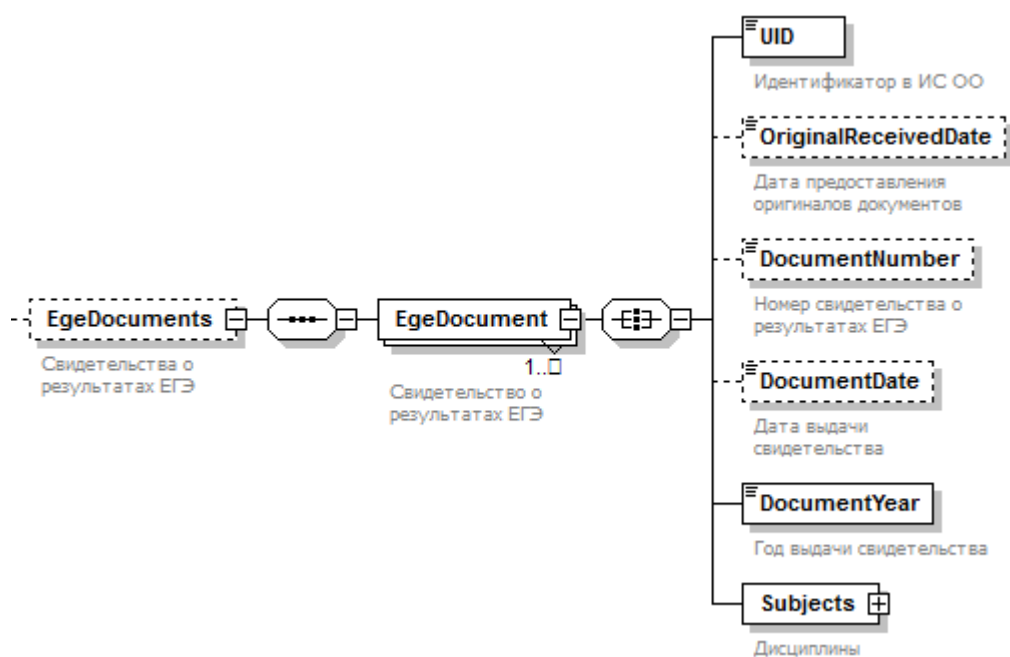 UID
Идентификатор в ИС ОО
OriginalReceivedDate
Дата предоставления
оригиналов документов
DocumentNumber
Номер свидетельства о
результатах ЕГЭ
EgeDocuments
Свидетельства о
результатах ЕГЭ
EgeDocument
1..□
Свидетельство о
результатах ЕГЭ
DocumentDate
Дата выдачи
свидетельства
DocumentYear
Год выдачи свидетельства
Subjects
Дисциплины